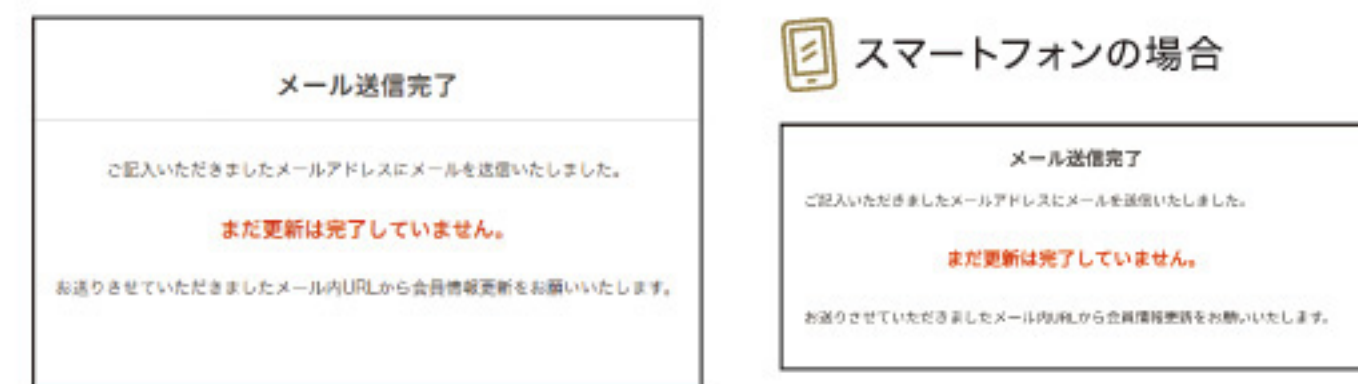 メール送信完了
ご記入いただきましたメールアドレスにメールを送信いたしました。
まだ更新は完了していません。
お送りさせていただきましたメール内URLから会員情報更新をお願いいたします。
スマートフォンの場合
メール送信完了
ご記入いただきましたメールアドレスにメールを送信いたしました。
まだ更新は完了していません。
お送りさせていただきましたメール内URLから会員情報更新をお願いいたします。